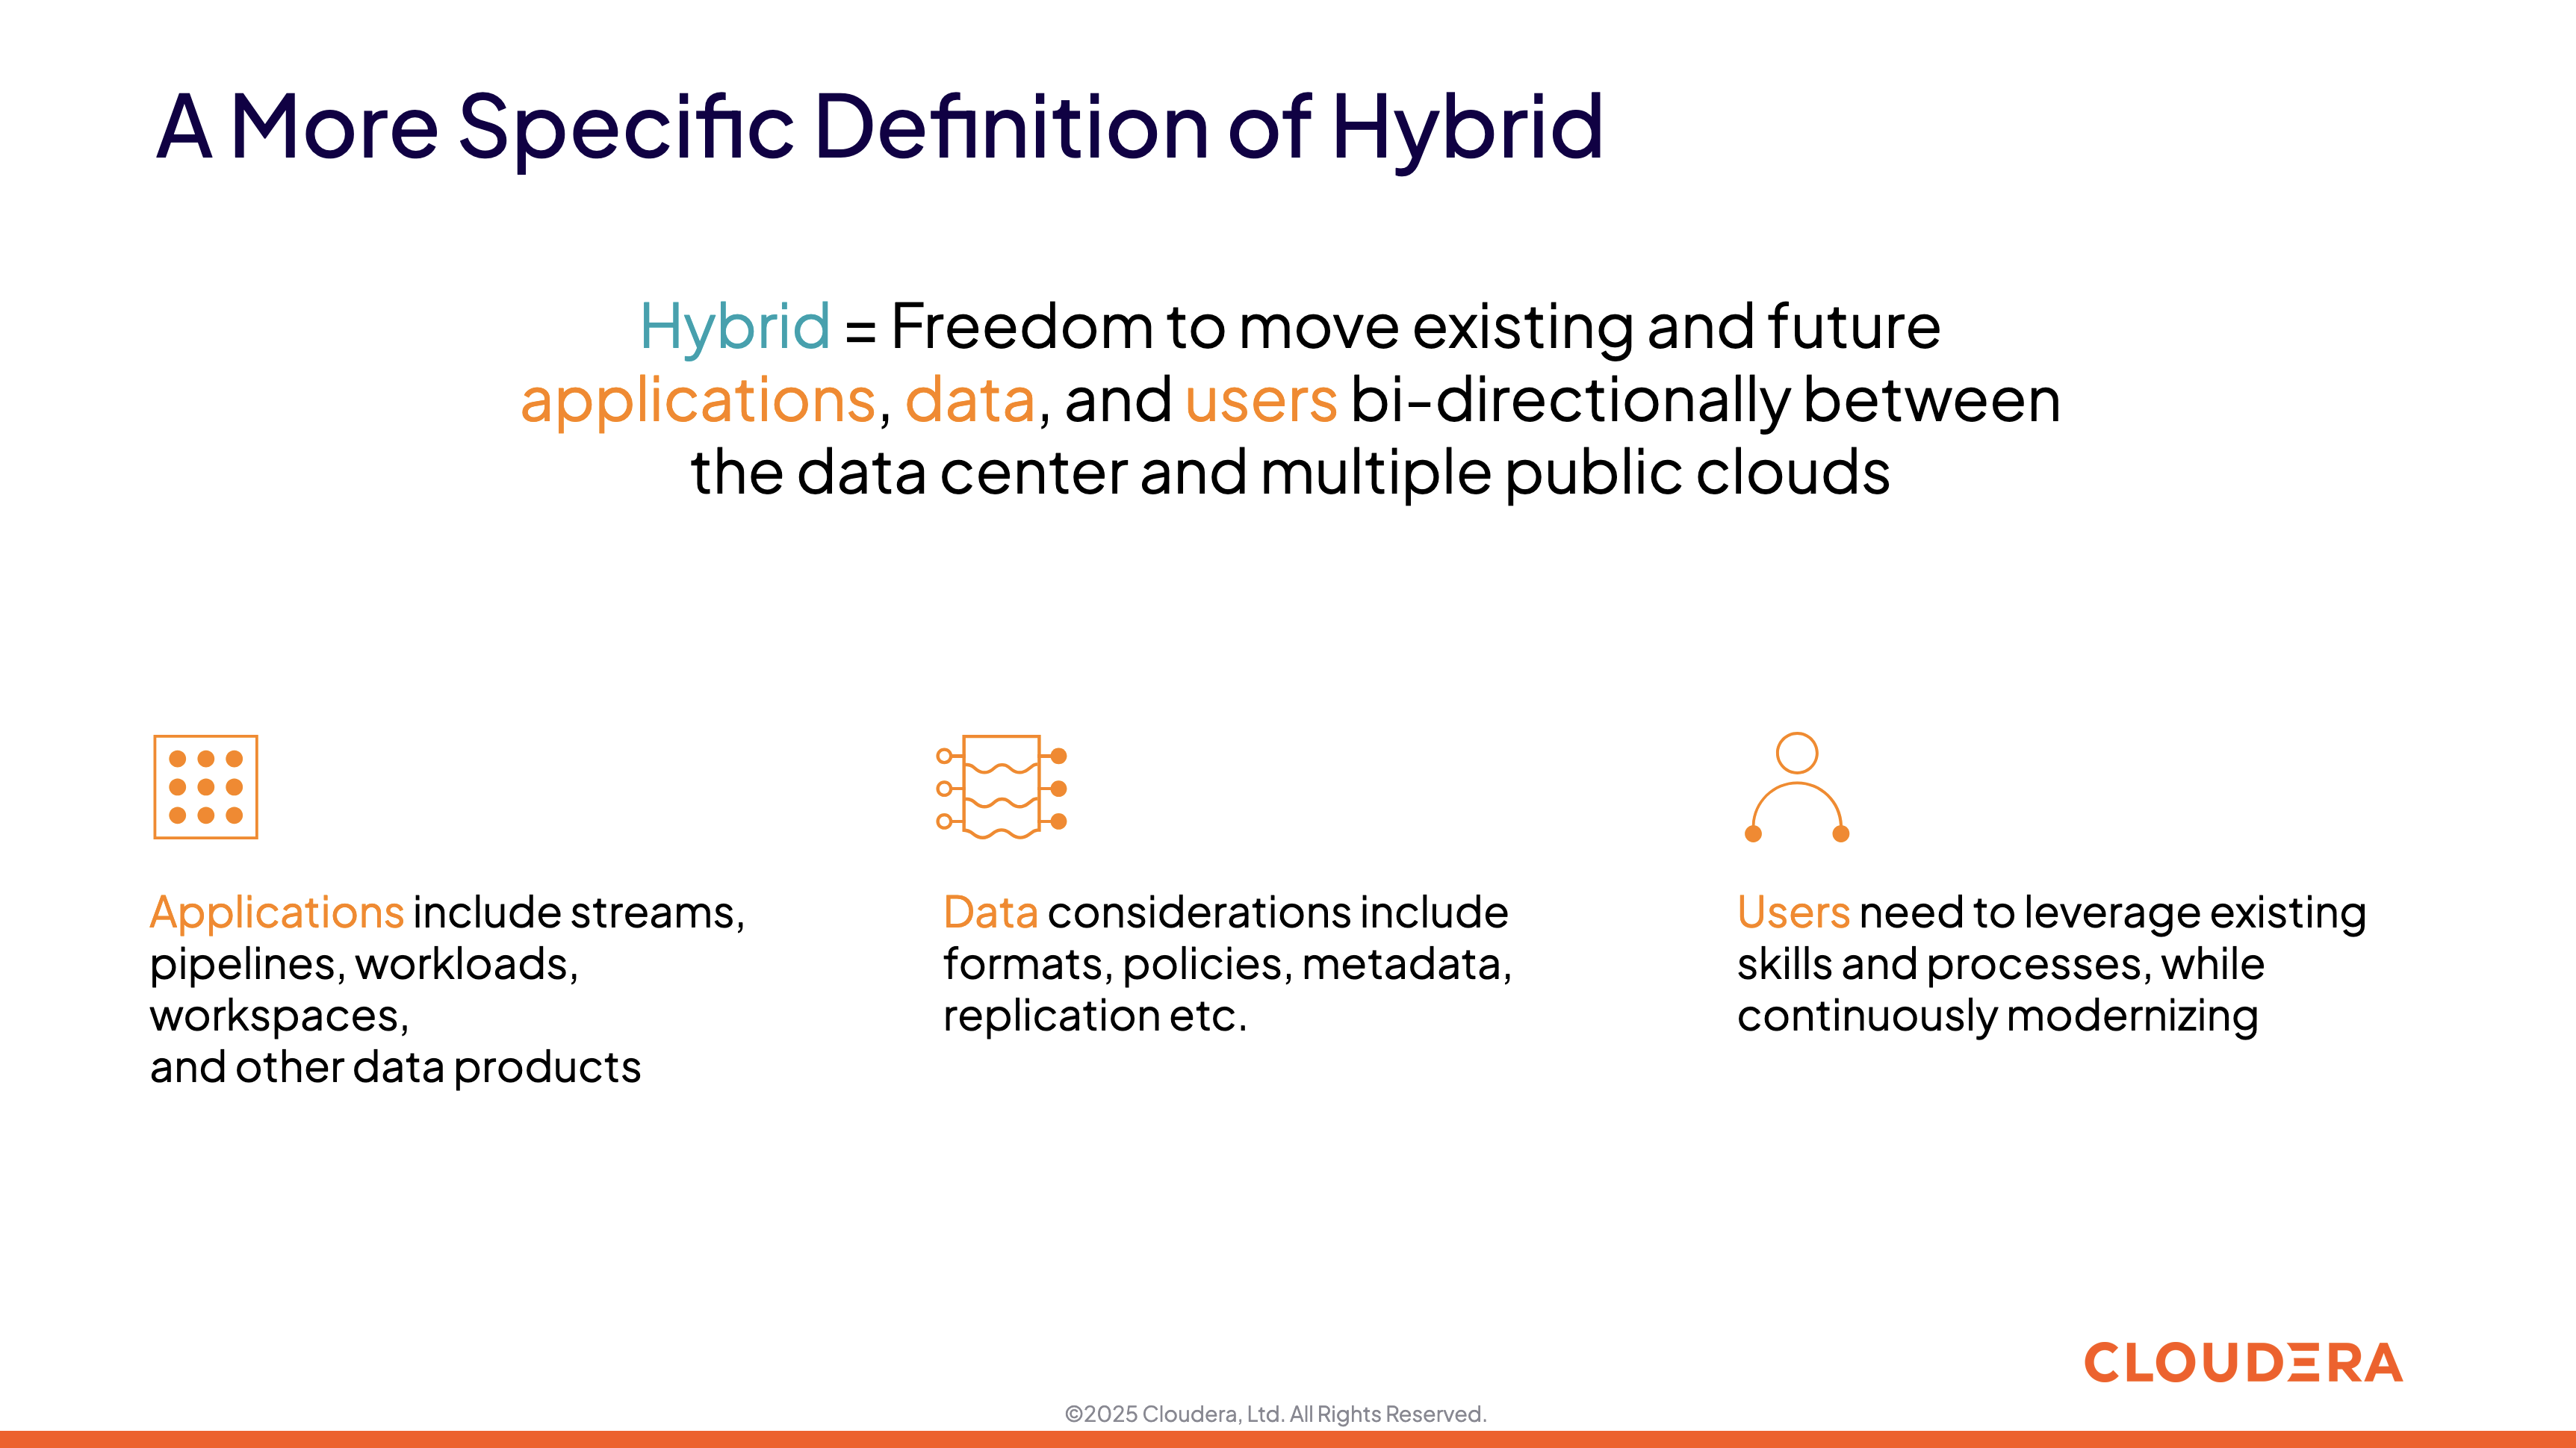 A More Specific Definition of Hybrid
Hybrid = Freedom to move existing and future
applications, data, and users bi-directionally between
the data center and multiple public clouds
Applications include streams,
pipelines, workloads,
workspaces,
and other data products
Data considerations include
formats, policies, metadata,
replication etc.
Users need to leverage existing
skills and processes, while
continuously modernizing
CLOUDERA
©2025 Cloudera, Ltd. All Rights Reserved.